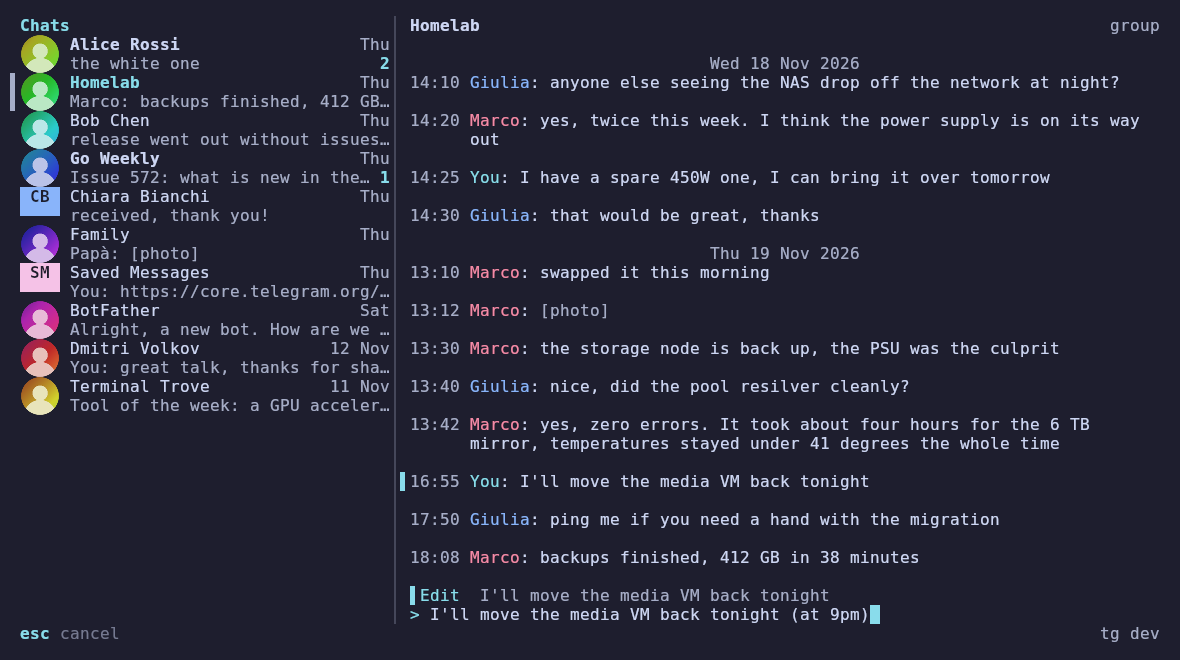 Chats
Alice Rossi Thu
the white one 2
Homelab Thu
Marco: backups finished, 412 GB…
Bob Chen Thu
release went out without issues…
Go Weekly Thu
Issue 572: what is new in the… 1
CB Chiara Bianchi Thu
received, thank you!
Family Thu
Papà: [photo]
SM Saved Messages Thu
You: https://core.telegram.org/…
BotFather Sat
Alright, a new bot. How are we …
Dmitri Volkov 12 Nov
You: great talk, thanks for sha…
Terminal Trove 11 Nov
Tool of the week: a GPU acceler…
Homelab group
Wed 18 Nov 2026
14:10 Giulia: anyone else seeing the NAS drop off the network at night?
14:20 Marco: yes, twice this week. I think the power supply is on its way
out
14:25 You: I have a spare 450W one, I can bring it over tomorrow
14:30 Giulia: that would be great, thanks
Thu 19 Nov 2026
13:10 Marco: swapped it this morning
13:12 Marco: [photo]
13:30 Marco: the storage node is back up, the PSU was the culprit
13:40 Giulia: nice, did the pool resilver cleanly?
13:42 Marco: yes, zero errors. It took about four hours for the 6 TB
mirror, temperatures stayed under 41 degrees the whole time
16:55 You: I'll move the media VM back tonight
17:50 Giulia: ping me if you need a hand with the migration
18:08 Marco: backups finished, 412 GB in 38 minutes
Edit I'll move the media VM back tonight
> I'll move the media VM back tonight (at 9pm)
esc cancel tg dev